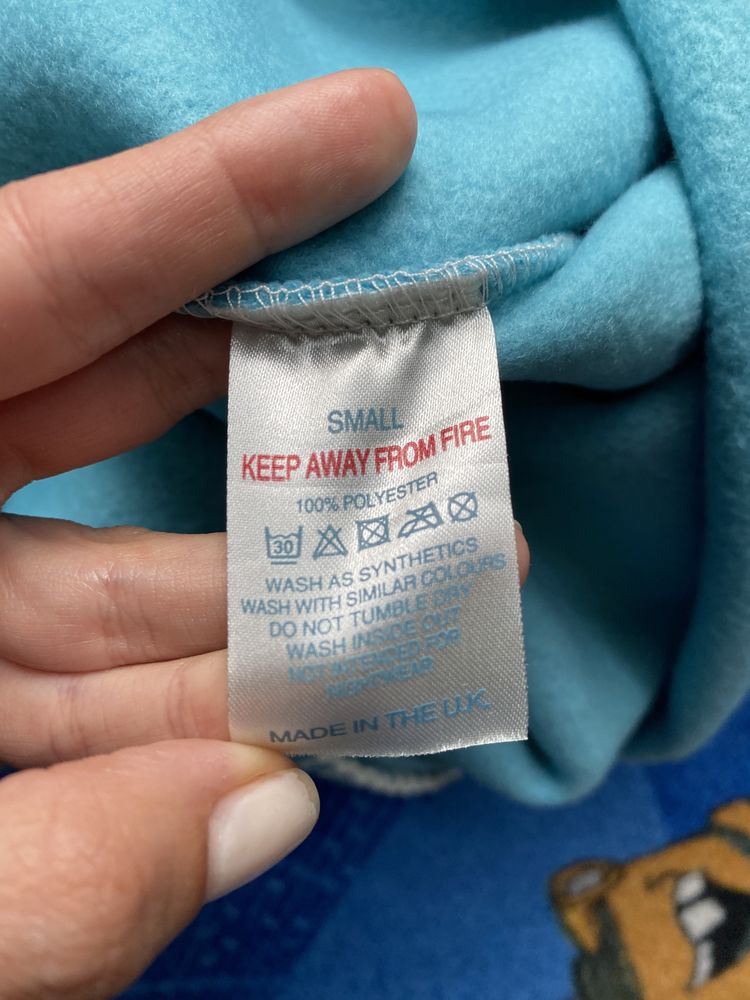 SMALL
KEEP AWAY FROM FIRE
100% POLYESTER
30
WASH AS SYNTHETICS
WASH WITH SIMILAR COLOURS
DO NOT TUMBLE DRY
WASH INSIDE OUT
NOT INTENDED FOR
NIGHTWEAR
MADE IN THE U.K.